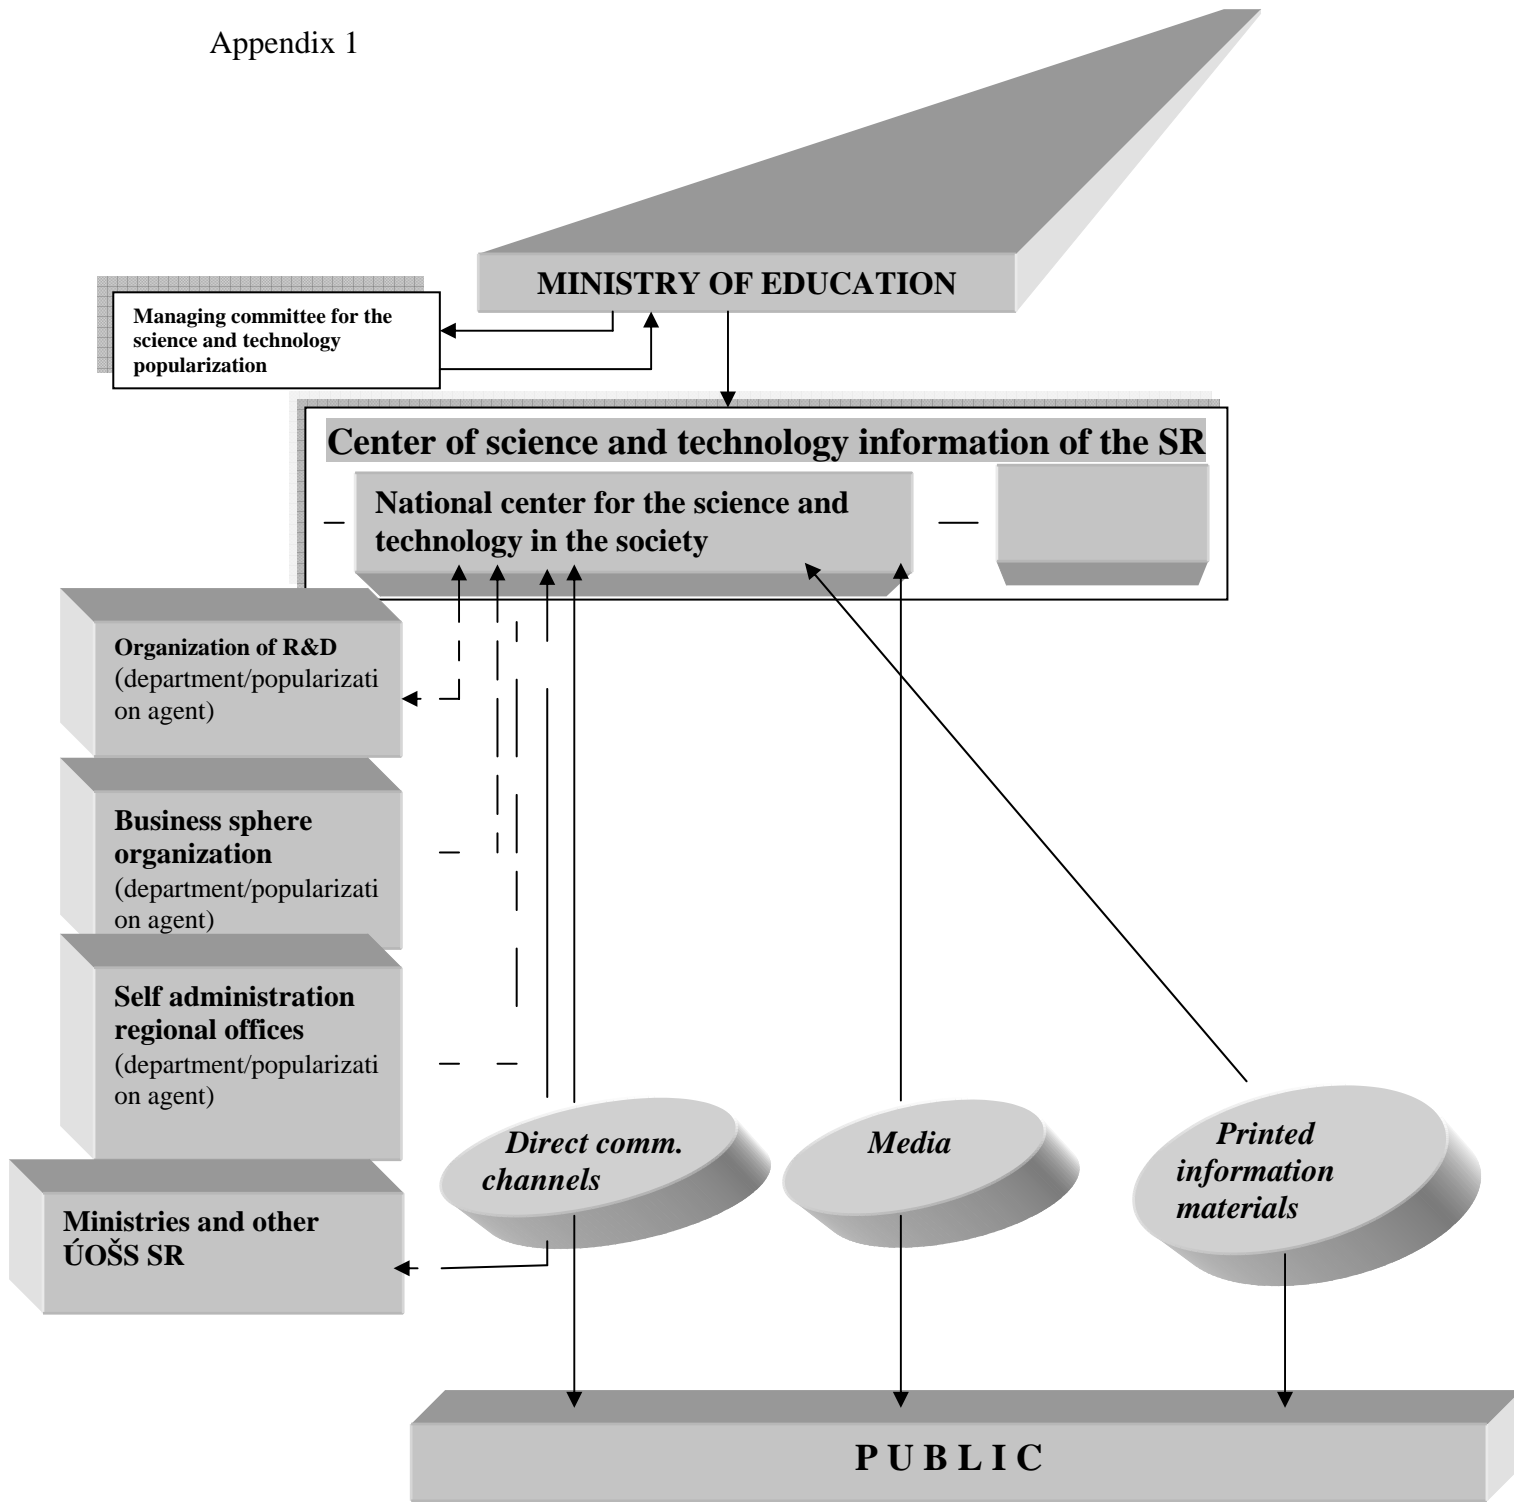 Appendix 1
MINISTRY OF EDUCATION
Managing committee for the
science and technology
popularization
Center of science and technology information of the SR
National center for the science and
technology in the society
Organization of R&D
(department/popularizati
on agent)
Business sphere
organization
(department/popularizati
on agent)
Self administration
regional offices
(department/popularizati
on agent)
Ministries and other
ÚOŠS SR
Direct comm.
channels
Media
Printed
information
materials
P U B L I C